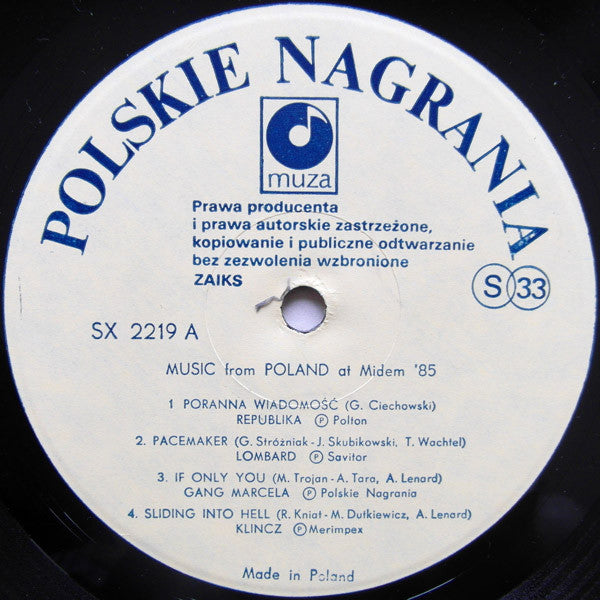 POLSKIE NAGRANIA
muza
Prawa producenta
i prawa autorskie zastrzeżone,
kopiowanie i publiczne odtwarzanie
bez zezwolenia wzbronione
ZAIKS
S 33
SX 2219 A
MUSIC from POLAND at Midem '85
1 PORANNA WIADOMOŚĆ (G. Ciechowski)
REPUBLIKA Ⓟ Polton
2. PACEMAKER (G. Stróżniak - J. Skubikowski, T. Wachtel)
LOMBARD Ⓟ Savitor
3. IF ONLY YOU (M. Trojan - A. Tara, A. Lenard)
GANG MARCELA Ⓟ Polskie Nagrania
4. SLIDING INTO HELL (R. Kniat - M. Dutkiewicz, A. Lenard)
KLINCZ Ⓟ Merimpex
Made in Poland